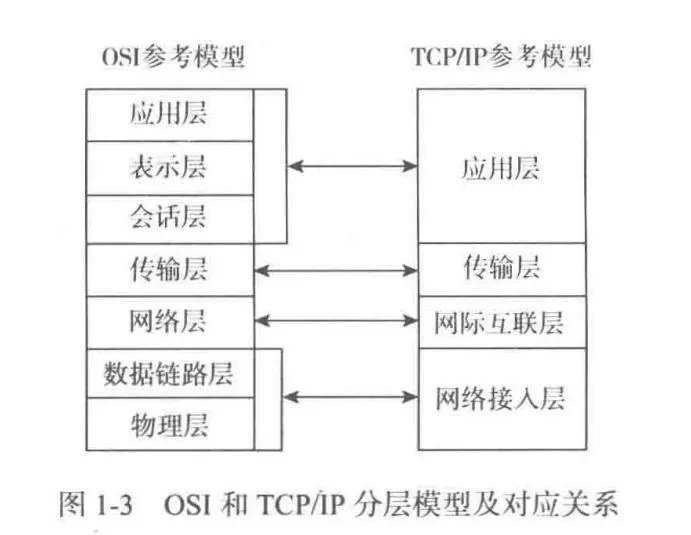 OSI参考模型
TCP/IP参考模型
应用层
表示层
会话层
传输层
网络层
数据链路层
物理层
应用层
传输层
网际互联层
网络接入层
图 1-3 OSI 和 TCP/IP 分层模型及对应关系